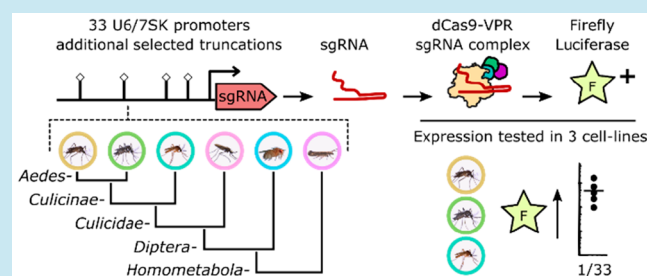 33 U6/7SK promoters
additional selected truncations
sgRNA
dCas9-VPR
sgRNA complex
Firefly
Luciferase
sgRNA
F
+
Expression tested in 3 cell-lines
Aedes-
Culicinae-
Culicidae-
Diptera-
Homometabola-
F
1/33